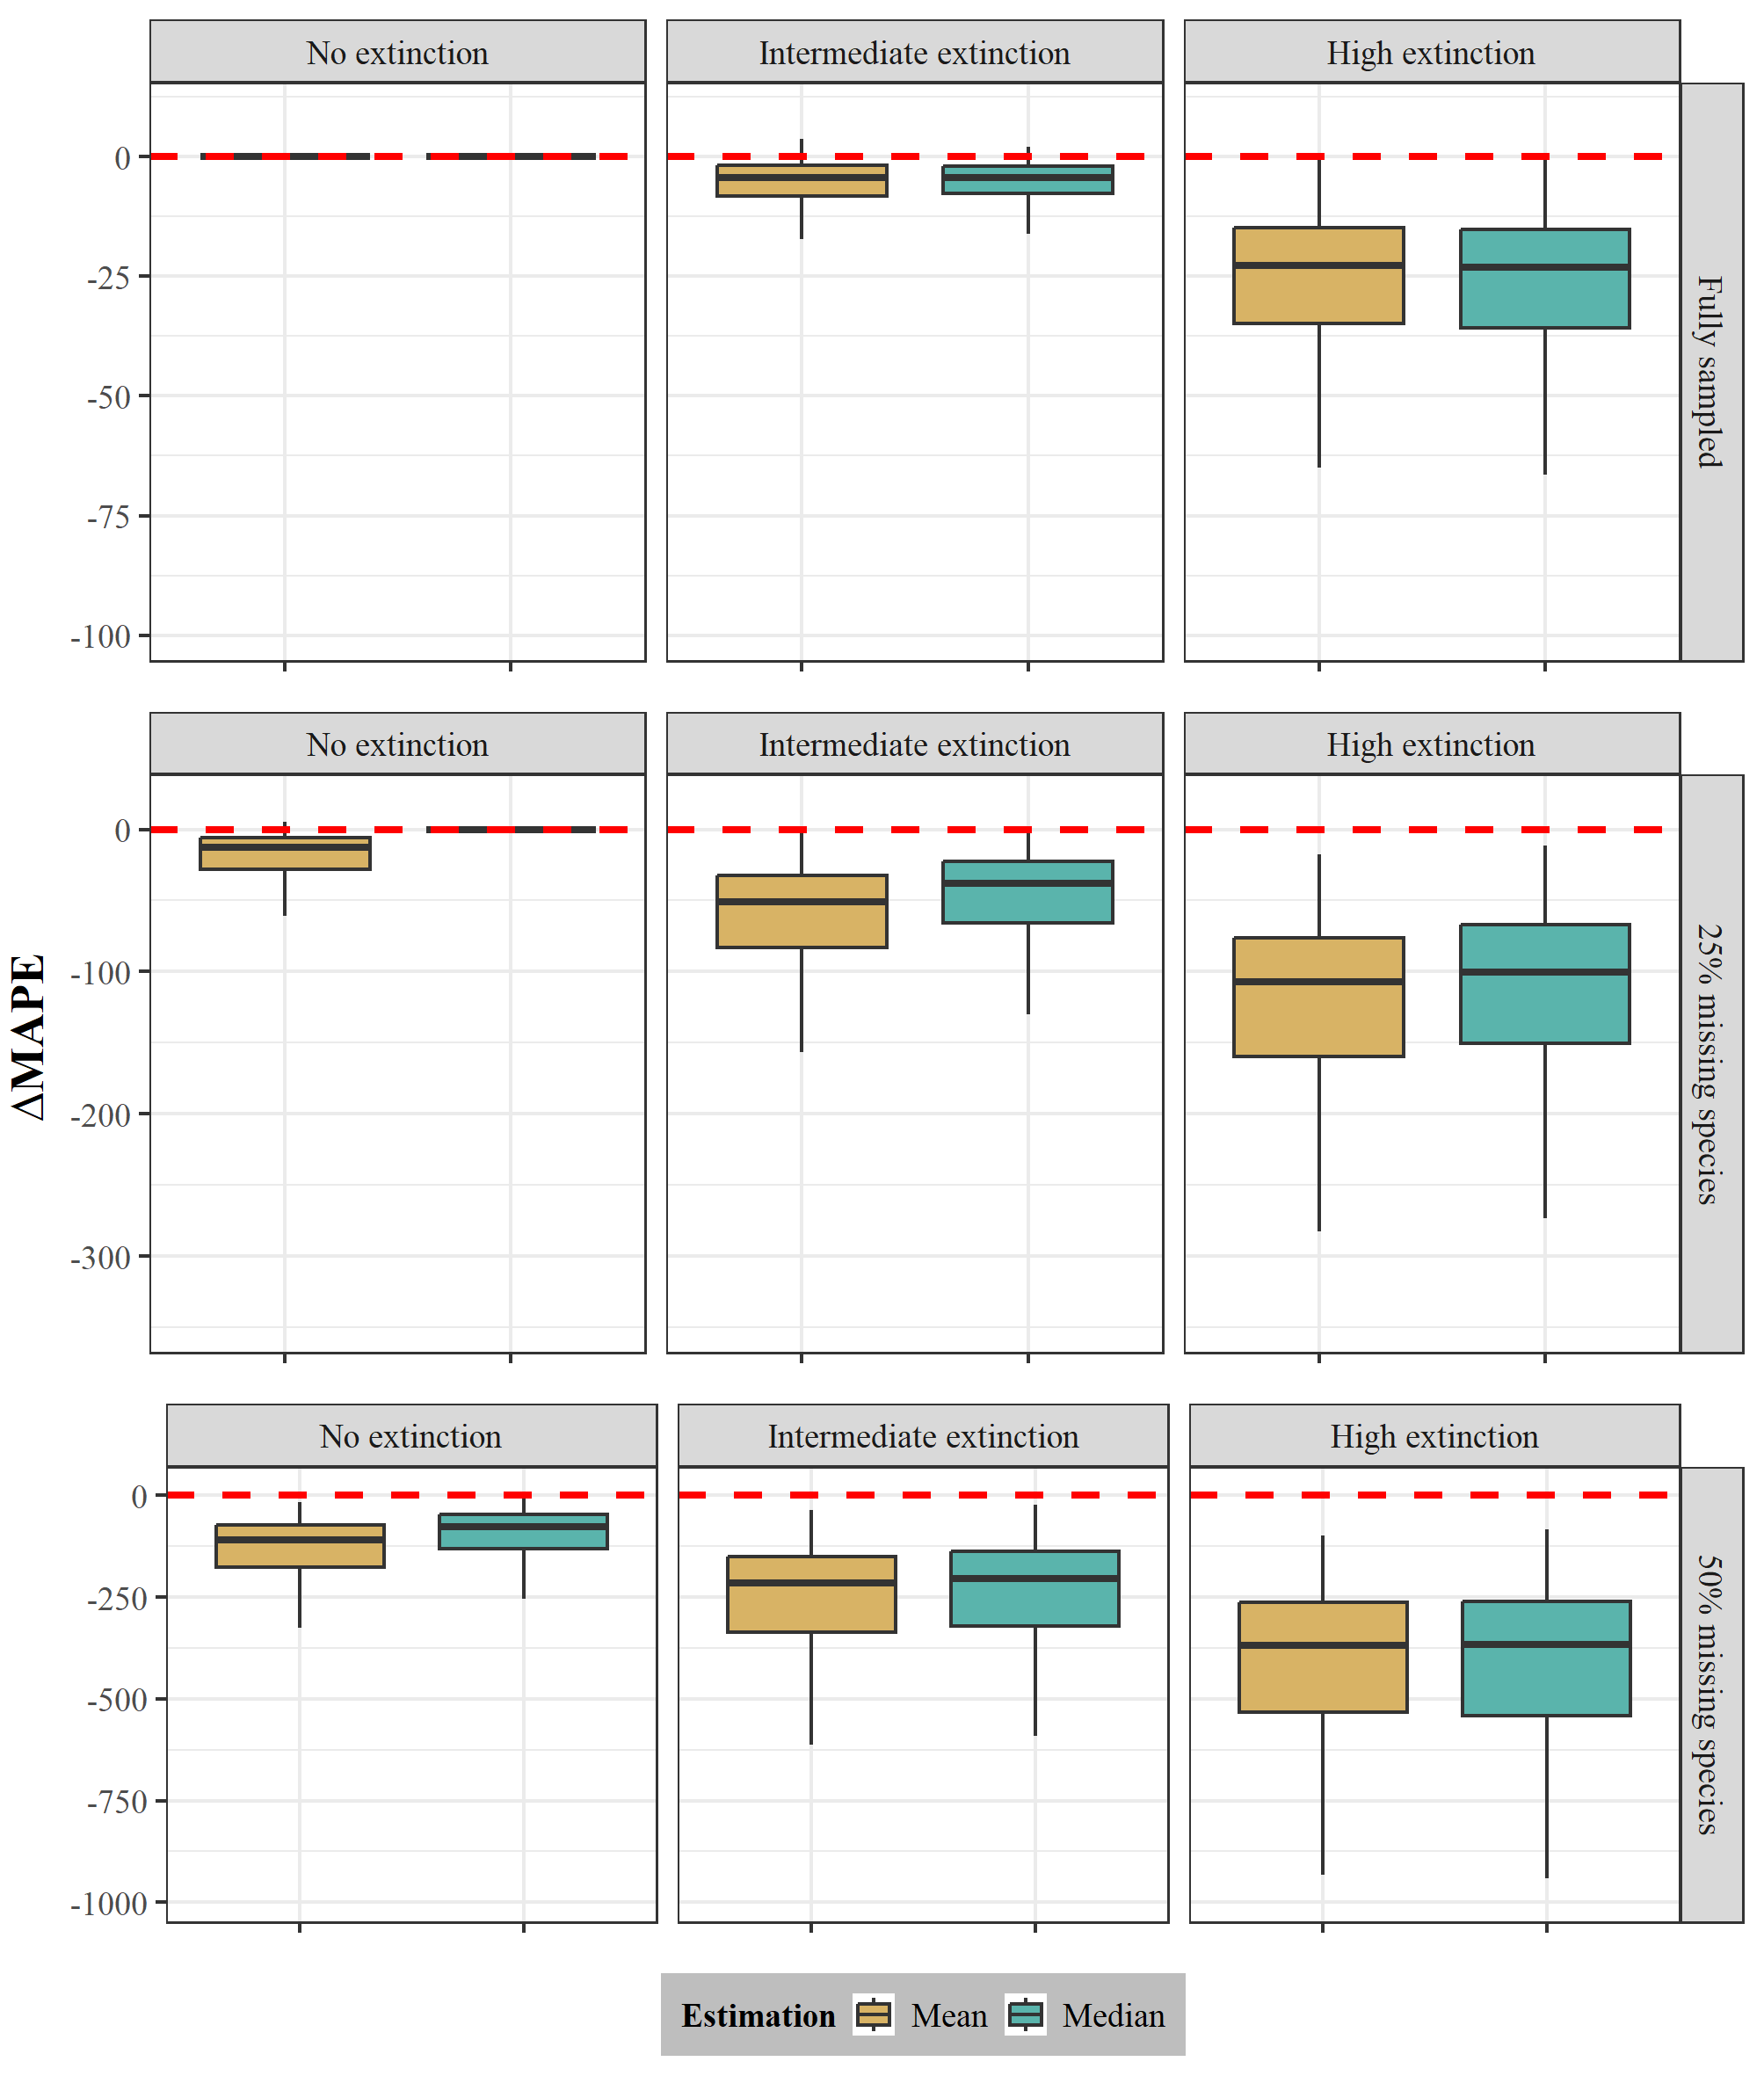 No extinction
Intermediate extinction
High extinction
0
-25
-50
-75
-100
Fully sampled
No extinction
Intermediate extinction
High extinction
ΔMAPE
0
-100
-200
-300
25% missing species
No extinction
Intermediate extinction
High extinction
0
-250
-500
-750
-1000
50% missing species
Estimation Mean Median